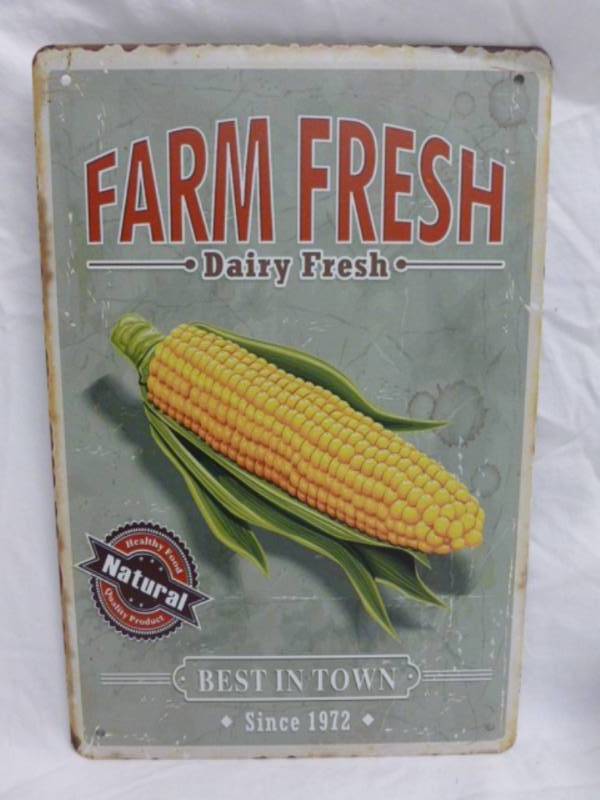 FARM FRESH
Dairy Fresh
Healthy Food
Natural
Quality Product
BEST IN TOWN
Since 1972